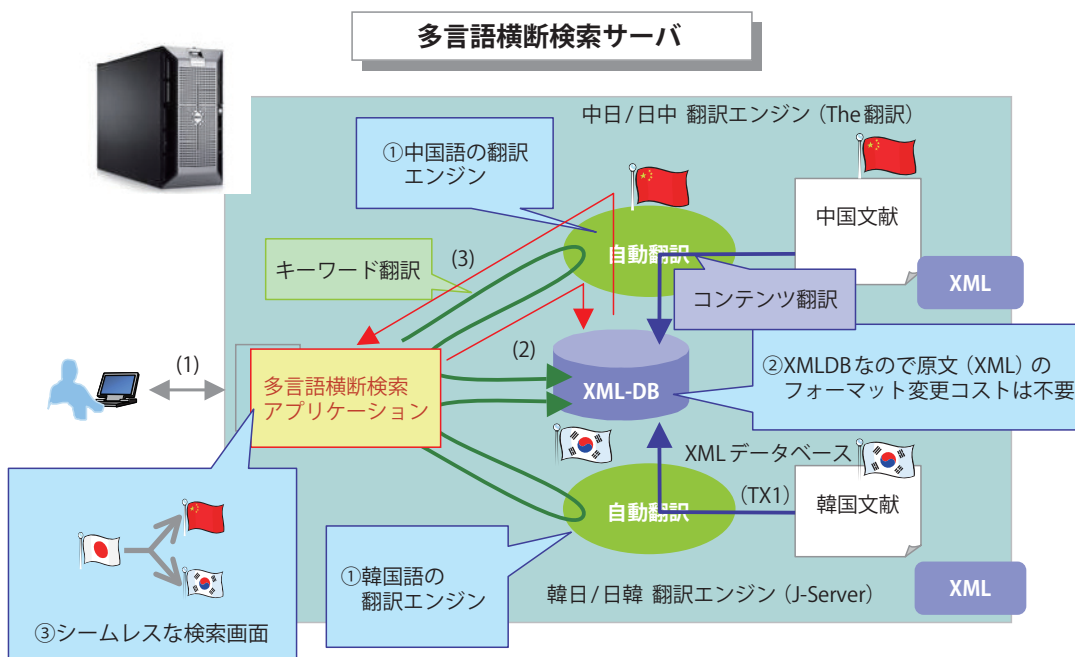 多言語横断検索サーバ
中日/日中 翻訳エンジン(The翻訳)
①中国語の翻訳
エンジン
中国文献
自動翻訳
キーワード翻訳
(3)
コンテンツ翻訳
XML
(1)
(2)
多言語横断検索
アプリケーション
XML-DB
②XMLDBなので原文(XML)の
フォーマット変更コストは不要
XMLデータベース
(TX1)
自動翻訳
韓国文献
①韓国語の
翻訳エンジン
韓日/日韓 翻訳エンジン(J-Server)
XML
③シームレスな検索画面